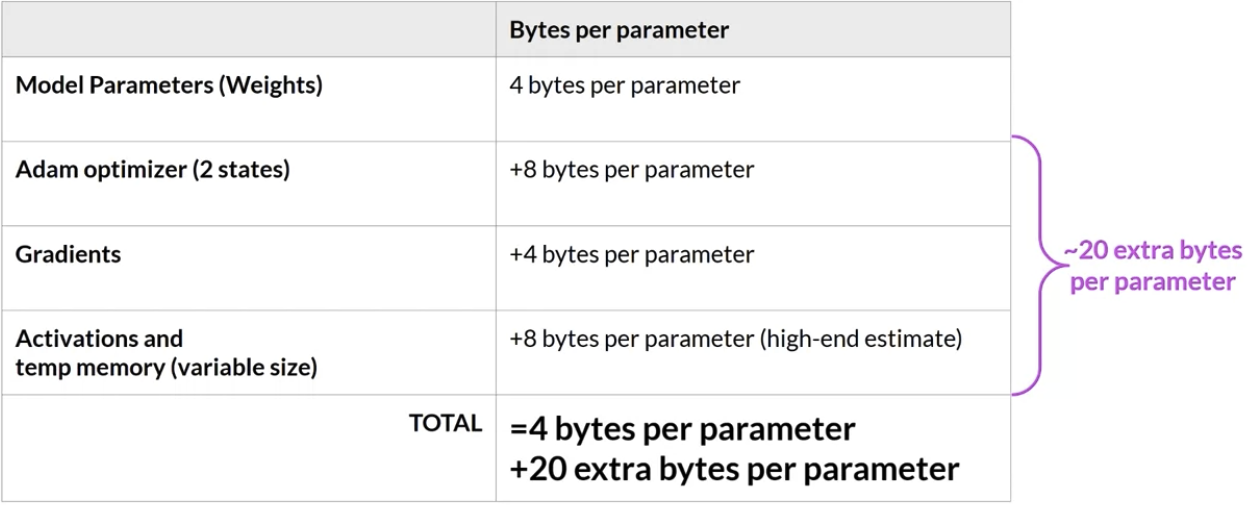 Bytes per parameter
Model Parameters (Weights)
4 bytes per parameter
Adam optimizer (2 states)
+8 bytes per parameter
Gradients
+4 bytes per parameter
Activations and
temp memory (variable size)
+8 bytes per parameter (high-end estimate)
~20 extra bytes
per parameter
TOTAL
=4 bytes per parameter
+20 extra bytes per parameter